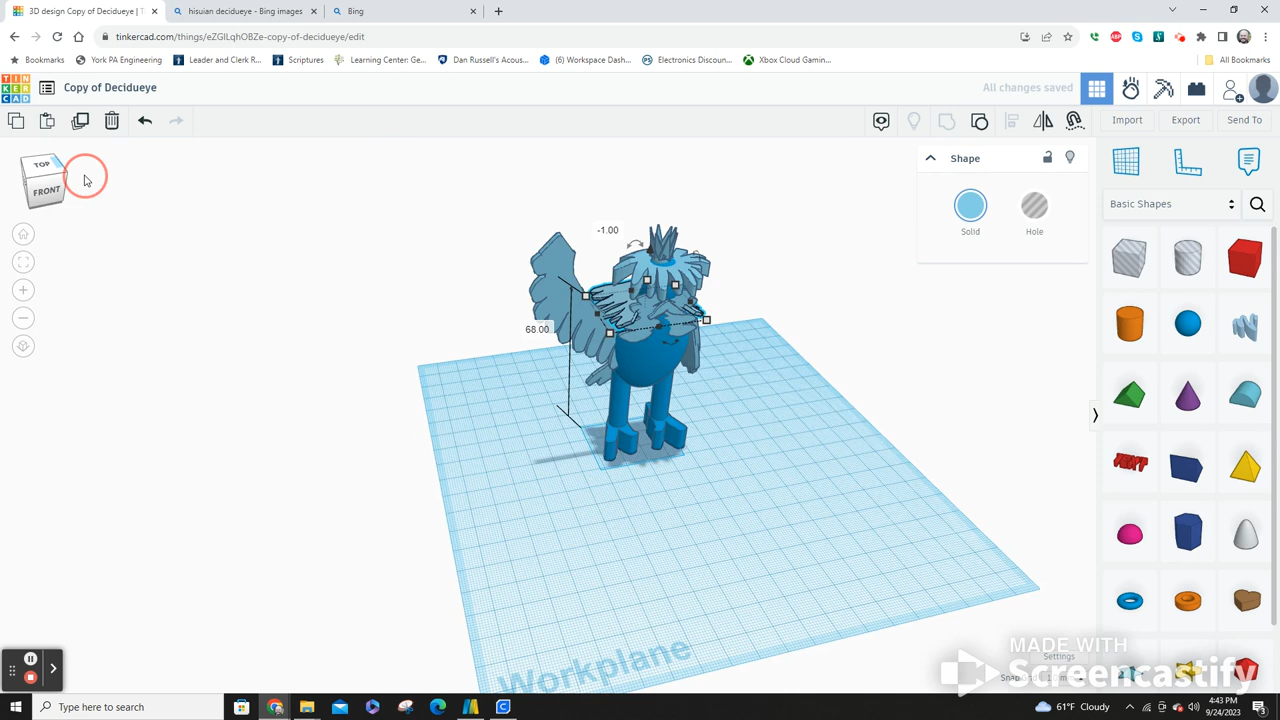 3D design Copy of Decidueye | T
hisuian decidueye - Bing images
Bing
tinkercad.com/things/eZGlLqhOBZe-copy-of-decidueye/edit
Bookmarks
York PA Engineering
Leader and Clerk R...
Scriptures
Learning Center: Ge...
Dan Russell's Acous...
(6) Workspace Dash...
Electronics Discoun...
Xbox Cloud Gamin...
All Bookmarks
TIN
KER
CAD
Copy of Decidueye
All changes saved
Import
Export
Send To
TOP
FRONT
Shape
Solid
Hole
Basic Shapes
-1.00
68.00
TEXT
Workplane
Settings
MADE WITH
Screencastify
Type here to search
61°F Cloudy
4:43 PM
9/24/2023
3